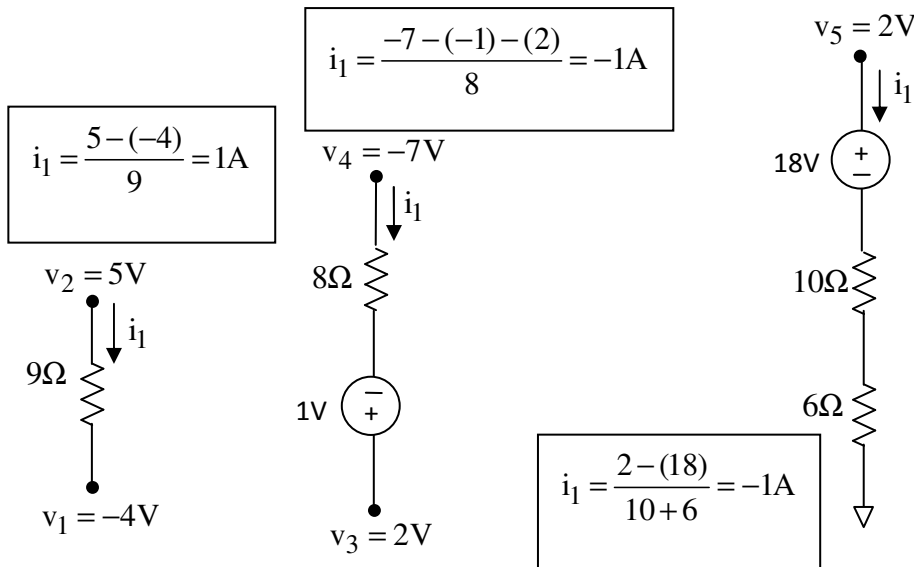 i₁ = (5 − (−4)) / 9 = 1A
v₂ = 5V
i₁
9Ω
v₁ = −4V
i₁ = (−7 − (−1) − (2)) / 8 = −1A
v₄ = −7V
i₁
8Ω
−
1V
+
v₃ = 2V
v₅ = 2V
i₁
+
18V
−
10Ω
6Ω
i₁ = (2 − (18)) / (10 + 6) = −1A